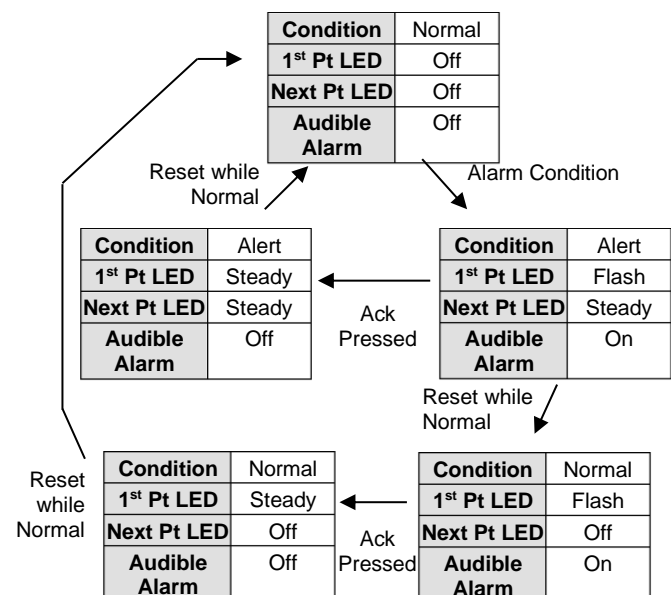 Condition Normal
1st Pt LED Off
Next Pt LED Off
Audible Alarm Off
Reset while
Normal
Alarm Condition
Condition Alert
1st Pt LED Steady
Next Pt LED Steady
Audible Alarm Off
Ack
Pressed
Condition Alert
1st Pt LED Flash
Next Pt LED Steady
Audible Alarm On
Reset while
Normal
Reset
while
Normal
Condition Normal
1st Pt LED Steady
Next Pt LED Off
Audible Alarm Off
Ack
Pressed
Condition Normal
1st Pt LED Flash
Next Pt LED Off
Audible Alarm On